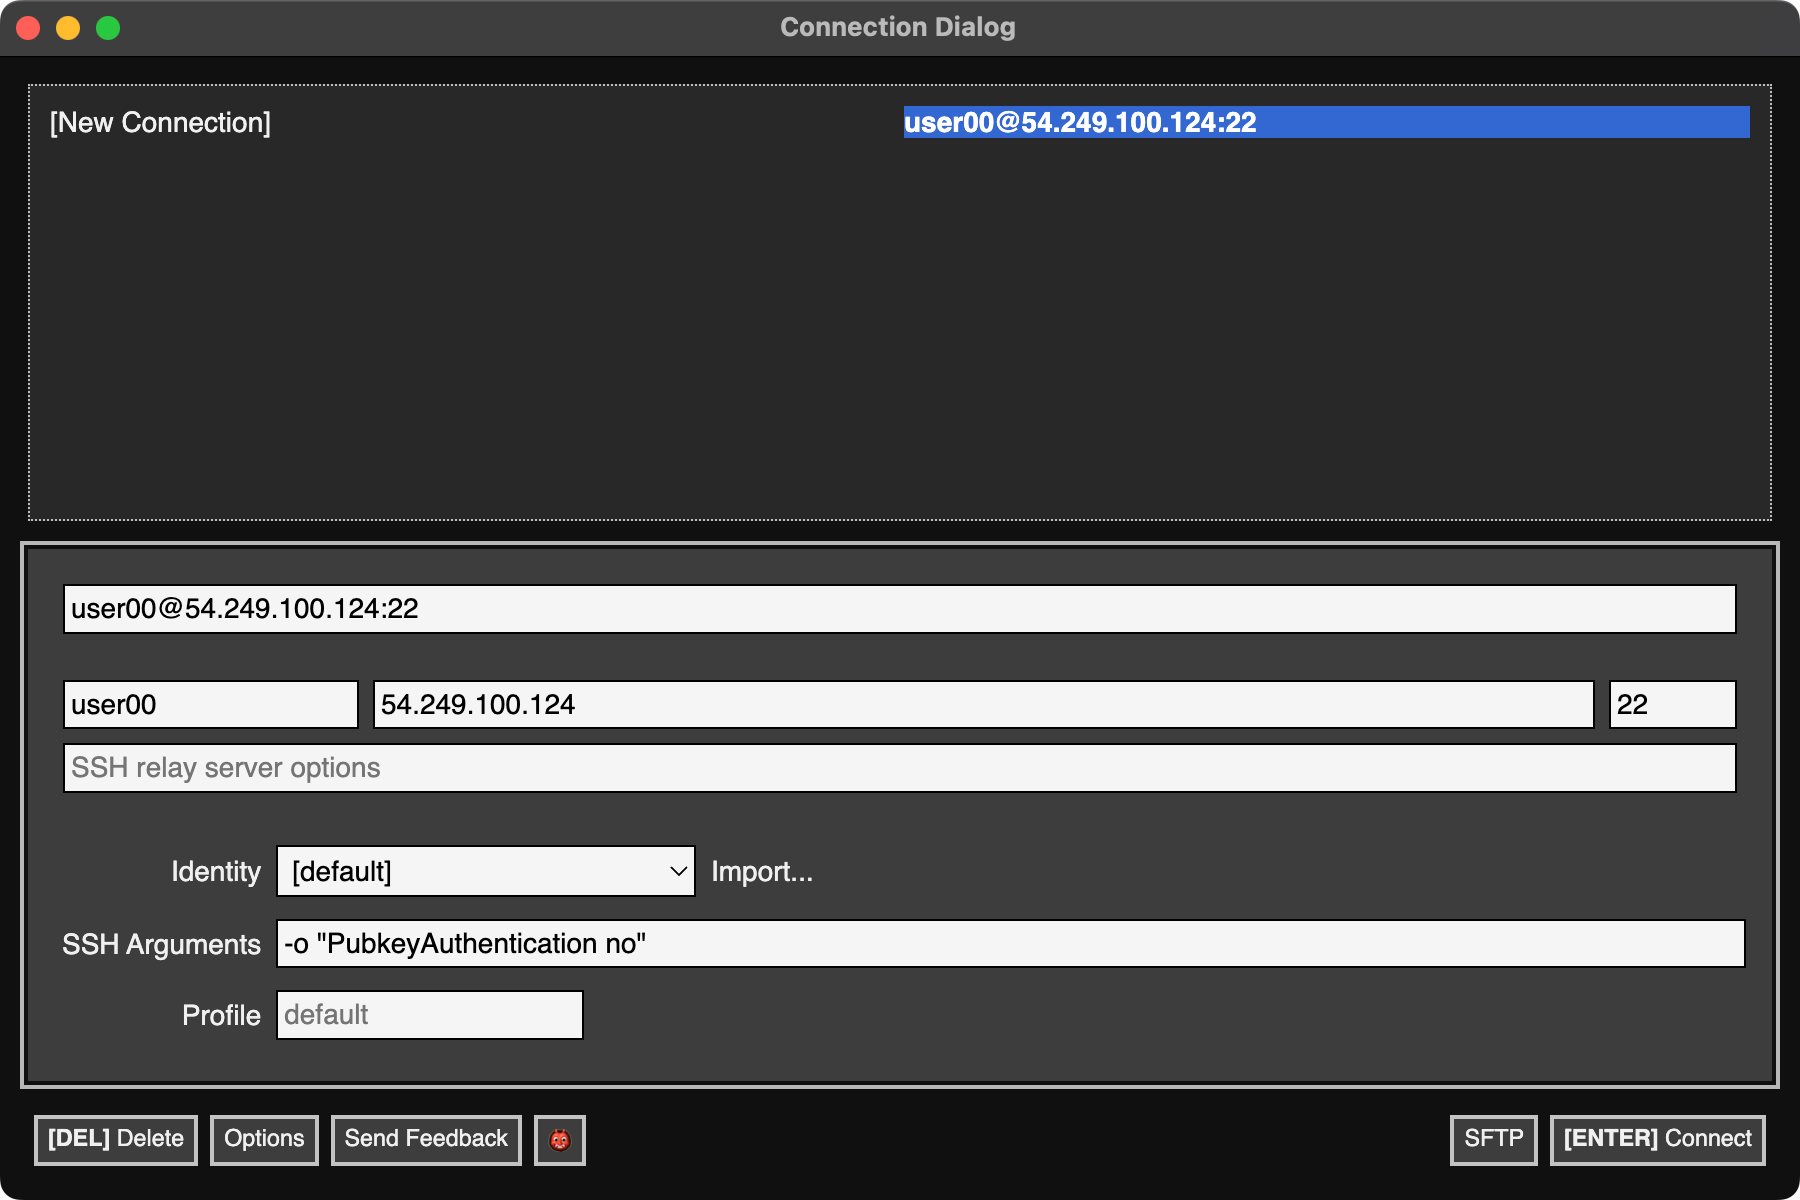 Connection Dialog
[New Connection]
user00@54.249.100.124:22
user00@54.249.100.124:22
user00
54.249.100.124
22
SSH relay server options
Identity
[default]
Import...
SSH Arguments
-o "PubkeyAuthentication no"
Profile
default
[DEL] Delete
Options
Send Feedback
SFTP
[ENTER] Connect